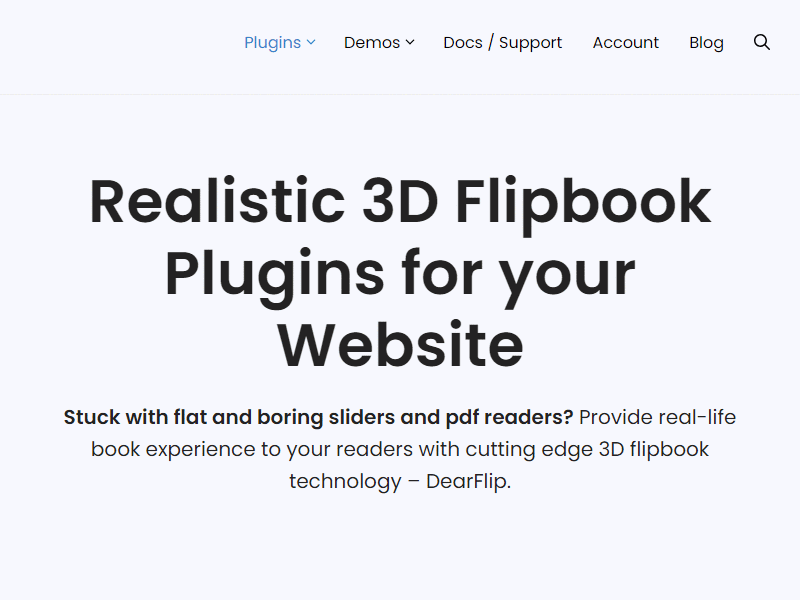 Plugins Demos Docs / Support Account Blog
Realistic 3D Flipbook
Plugins for your
Website
Stuck with flat and boring sliders and pdf readers? Provide real-life
book experience to your readers with cutting edge 3D flipbook
technology – DearFlip.